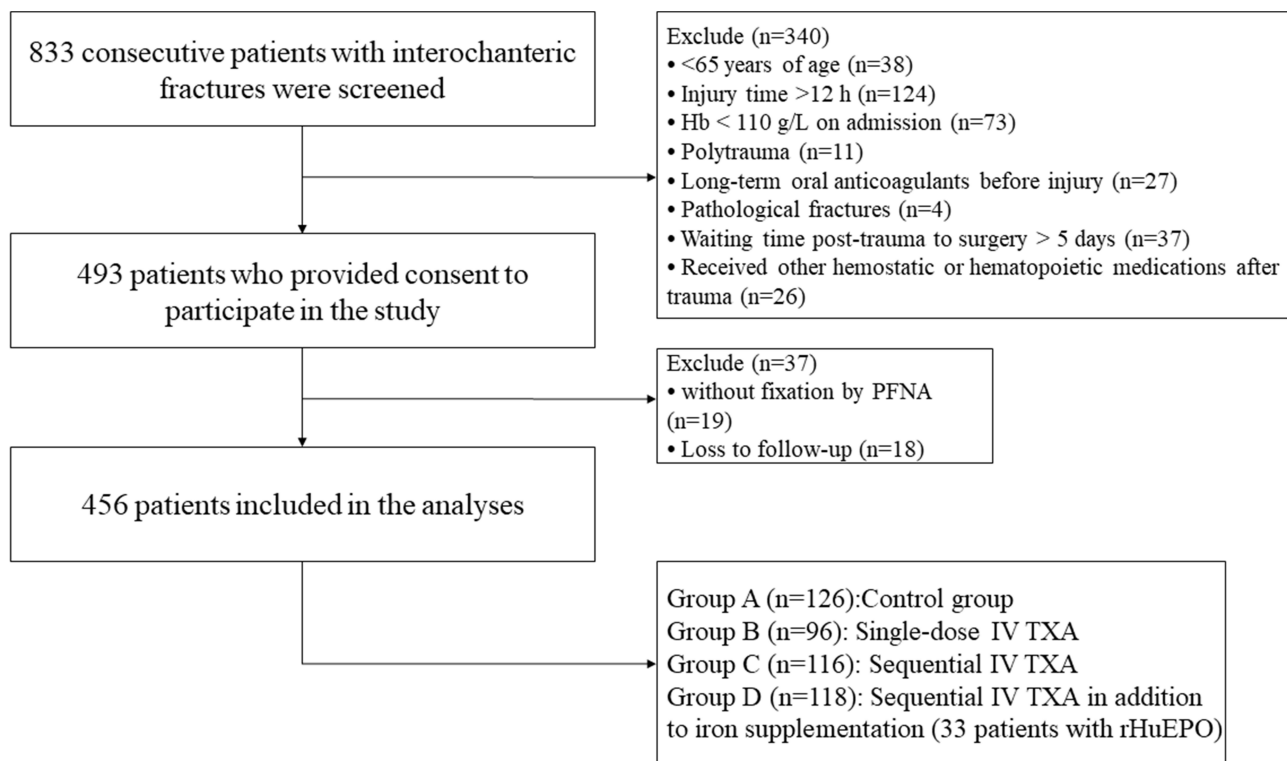 833 consecutive patients with interochanteric
fractures were screened
Exclude (n=340)
• <65 years of age (n=38)
• Injury time >12 h (n=124)
• Hb < 110 g/L on admission (n=73)
• Polytrauma (n=11)
• Long-term oral anticoagulants before injury (n=27)
• Pathological fractures (n=4)
• Waiting time post-trauma to surgery > 5 days (n=37)
• Received other hemostatic or hematopoietic medications after
trauma (n=26)
493 patients who provided consent to
participate in the study
Exclude (n=37)
• without fixation by PFNA
(n=19)
• Loss to follow-up (n=18)
456 patients included in the analyses
Group A (n=126):Control group
Group B (n=96): Single-dose IV TXA
Group C (n=116): Sequential IV TXA
Group D (n=118): Sequential IV TXA in addition
to iron supplementation (33 patients with rHuEPO)